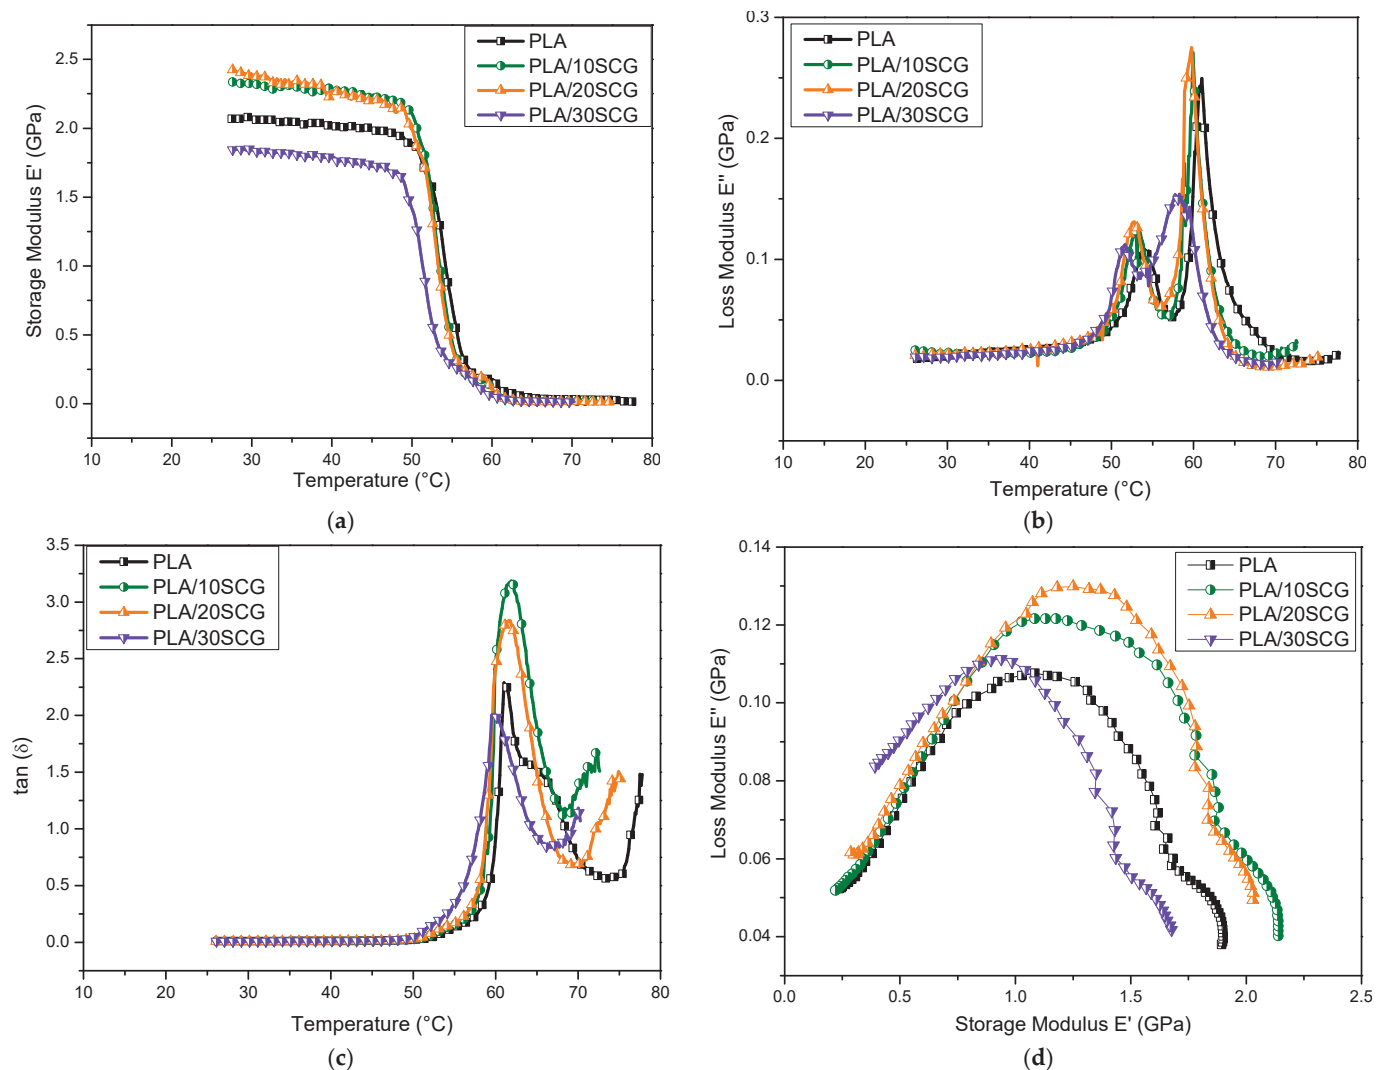 PLA
PLA/10SCG
PLA/20SCG
PLA/30SCG
2.5
2.0
1.5
1.0
0.5
0.0
Storage Modulus E' (GPa)
10 20 30 40 50 60 70 80
Temperature (°C)
(a)
PLA
PLA/10SCG
PLA/20SCG
PLA/30SCG
0.3
0.2
0.1
0.0
Loss Modulus E'' (GPa)
10 20 30 40 50 60 70 80
Temperature (°C)
(b)
PLA
PLA/10SCG
PLA/20SCG
PLA/30SCG
3.5
3.0
2.5
2.0
1.5
1.0
0.5
0.0
tan (δ)
10 20 30 40 50 60 70 80
Temperature (°C)
(c)
PLA
PLA/10SCG
PLA/20SCG
PLA/30SCG
0.14
0.12
0.10
0.08
0.06
0.04
Loss Modulus E'' (GPa)
0.0 0.5 1.0 1.5 2.0 2.5
Storage Modulus E' (GPa)
(d)